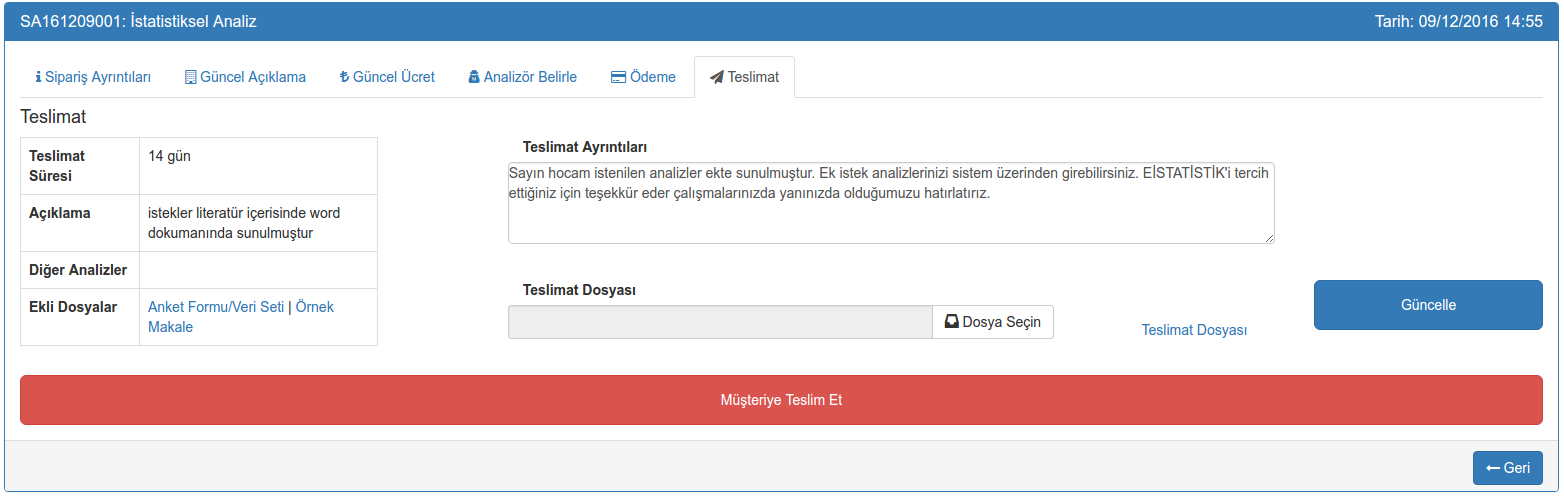 SA161209001: İstatistiksel Analiz
Tarih: 09/12/2016 14:55
Sipariş Ayrıntıları
Güncel Açıklama
Güncel Ücret
Analizör Belirle
Ödeme
Teslimat
Teslimat
Teslimat
Süresi
14 gün
Açıklama
istekler literatür içerisinde word
dokumanında sunulmuştur
Diğer Analizler
Ekli Dosyalar
Anket Formu/Veri Seti | Örnek
Makale
Teslimat Ayrıntıları
Sayın hocam istenilen analizler ekte sunulmuştur. Ek istek analizlerinizi sistem üzerinden girebilirsiniz. EİSTATİSTİK'i tercih
ettiğiniz için teşekkür eder çalışmalarınızda yanınızda olduğumuzu hatırlatırız.
Teslimat Dosyası
Dosya Seçin
Teslimat Dosyası
Güncelle
Müşteriye Teslim Et
Geri